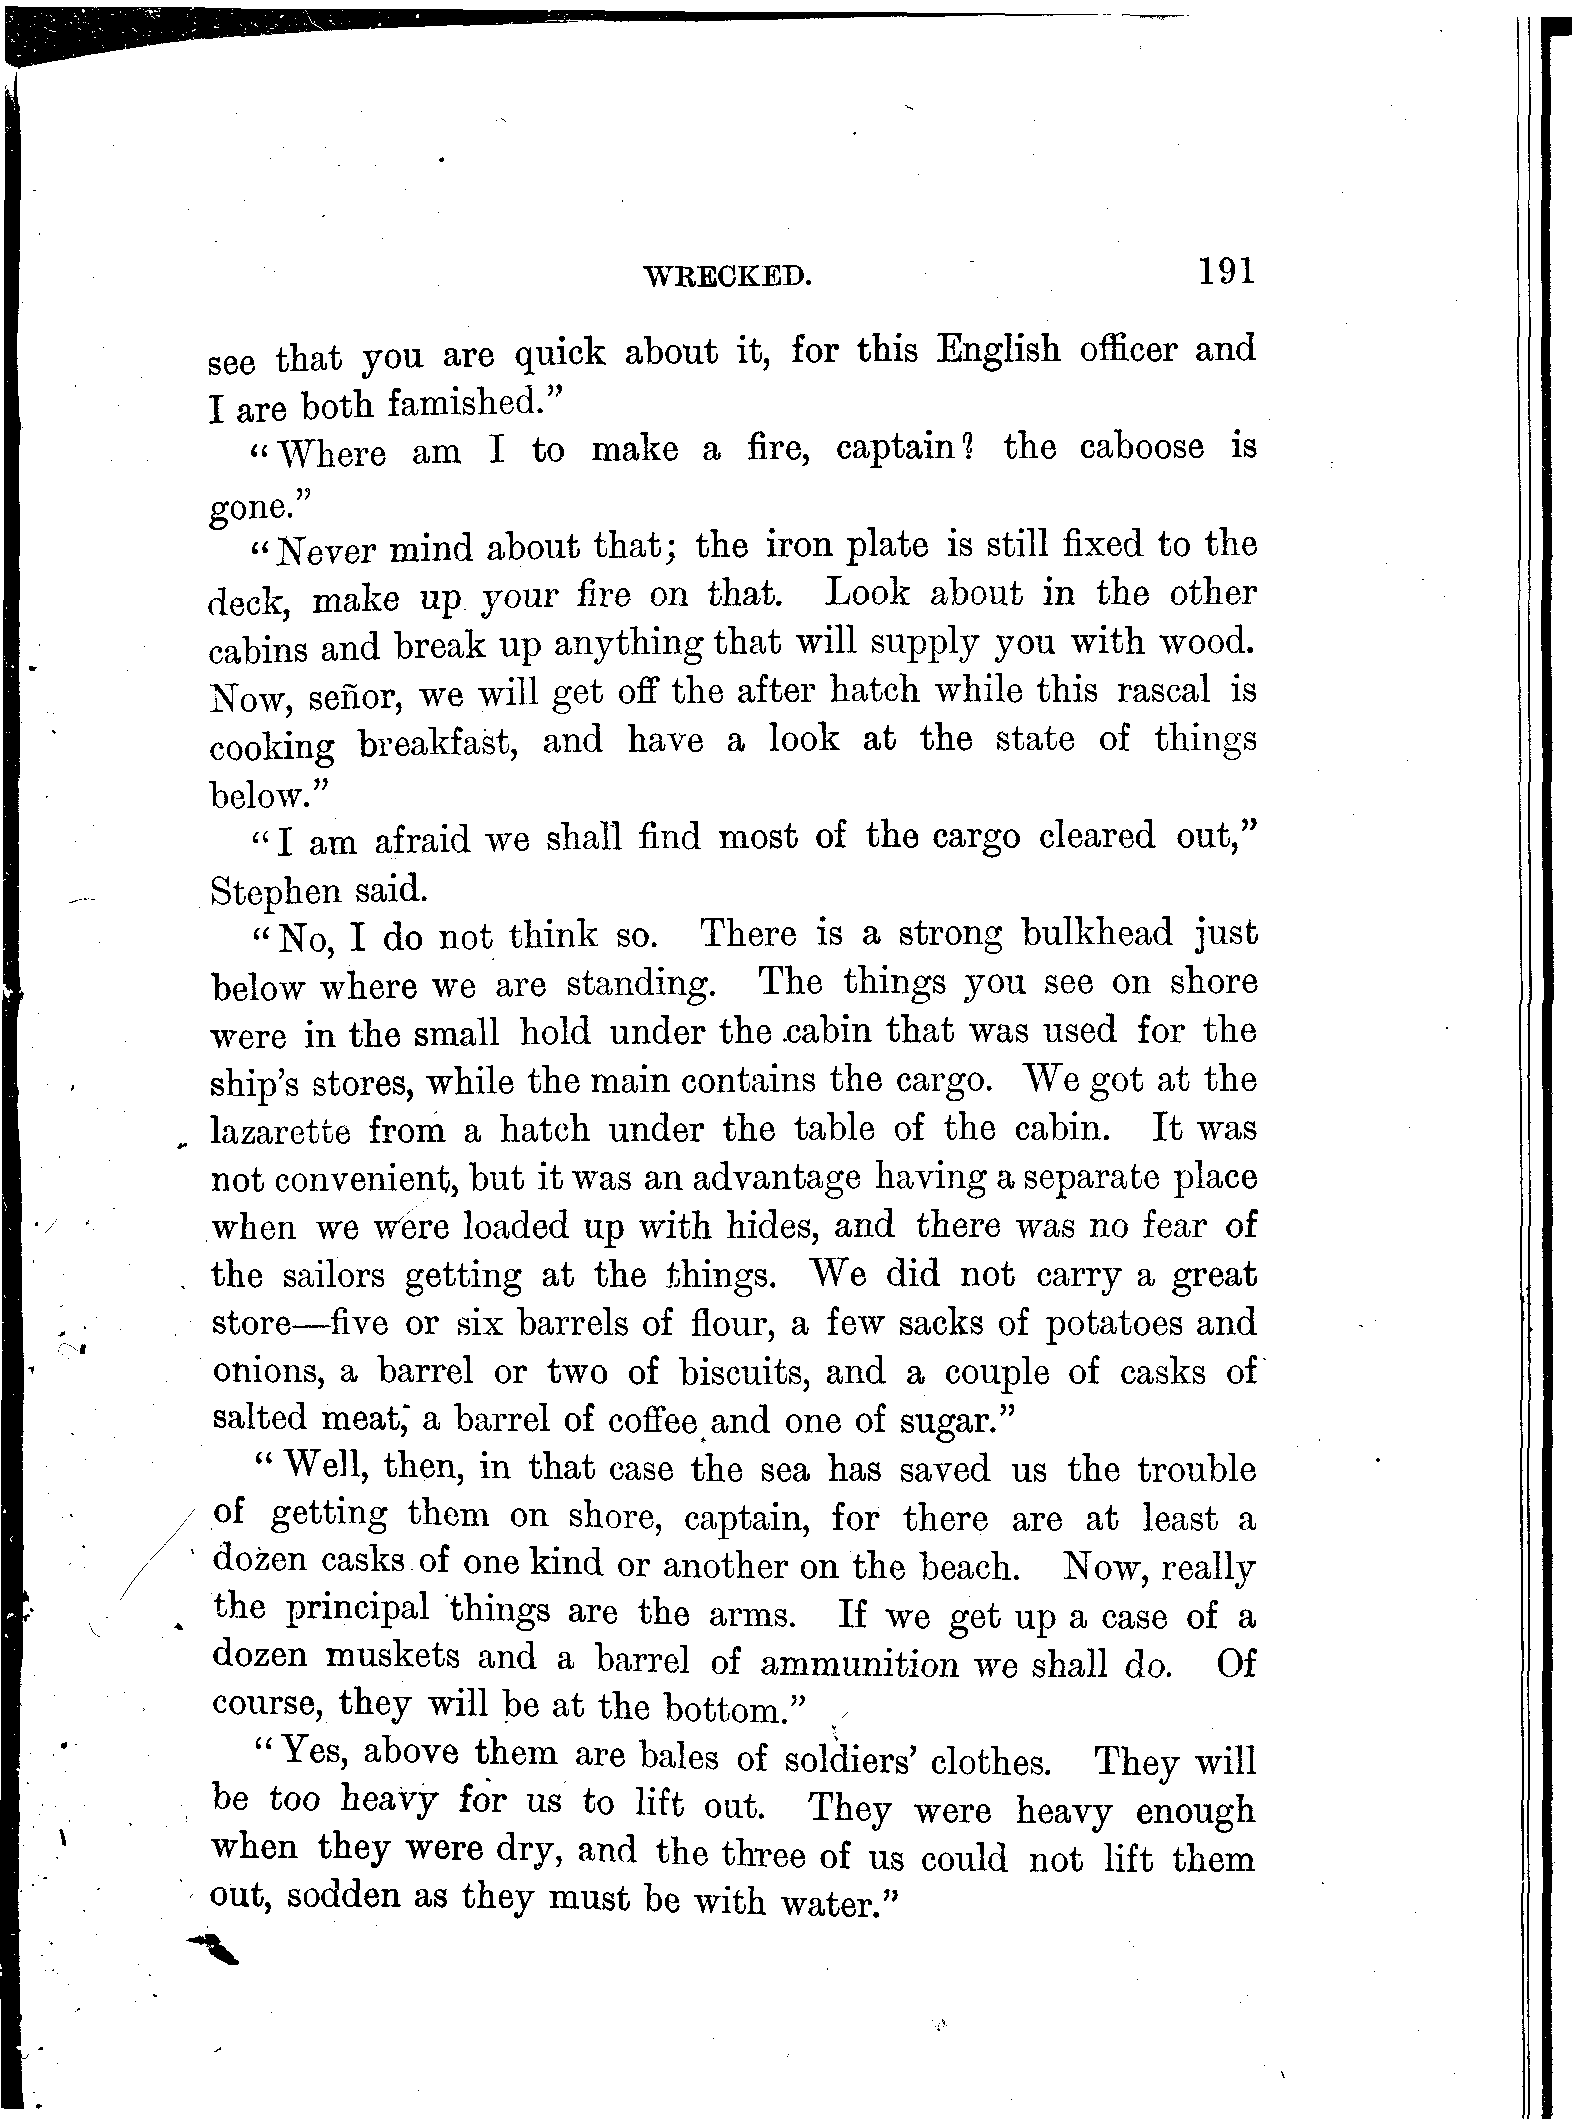 WRECKED. 191
see that you are quick about it, for this English officer and
I are both famished."
"Where am I to make a fire, captain? the caboose is
gone."
"Never mind about that; the iron plate is still fixed to the
deck, make up your fire on that. Look about in the other
cabins and break up anything that will supply you with wood.
Now, señor, we will get off the after hatch while this rascal is
cooking breakfast, and have a look at the state of things
below."
"I am afraid we shall find most of the cargo cleared out,"
Stephen said.
"No, I do not think so. There is a strong bulkhead just
below where we are standing. The things you see on shore
were in the small hold under the cabin that was used for the
ship's stores, while the main contains the cargo. We got at the
lazarette from a hatch under the table of the cabin. It was
not convenient, but it was an advantage having a separate place
when we were loaded up with hides, and there was no fear of
the sailors getting at the things. We did not carry a great
store—five or six barrels of flour, a few sacks of potatoes and
onions, a barrel or two of biscuits, and a couple of casks of
salted meat, a barrel of coffee and one of sugar."
"Well, then, in that case the sea has saved us the trouble
of getting them on shore, captain, for there are at least a
dozen casks of one kind or another on the beach. Now, really
the principal things are the arms. If we get up a case of a
dozen muskets and a barrel of ammunition we shall do. Of
course, they will be at the bottom."
"Yes, above them are bales of soldiers' clothes. They will
be too heavy for us to lift out. They were heavy enough
when they were dry, and the three of us could not lift them
out, sodden as they must be with water."